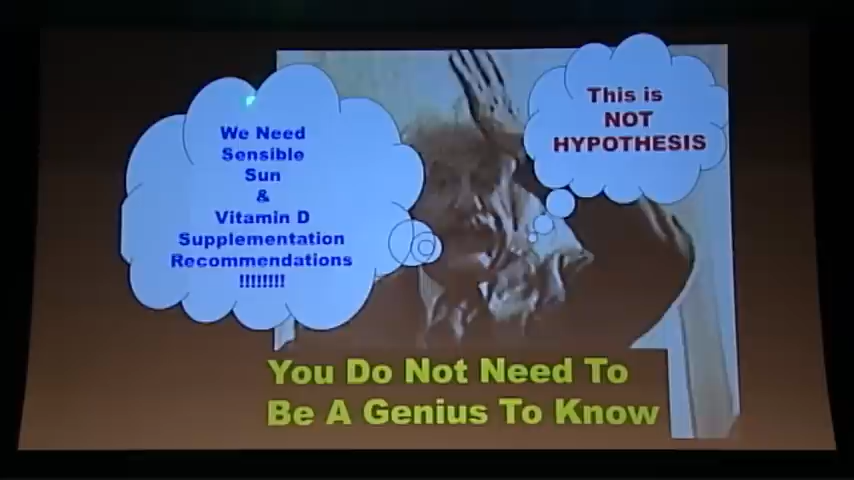 We Need
Sensible
Sun
&
Vitamin D
Supplementation
Recommendations
!!!!!!!!
This is
NOT
HYPOTHESIS
You Do Not Need To
Be A Genius To Know